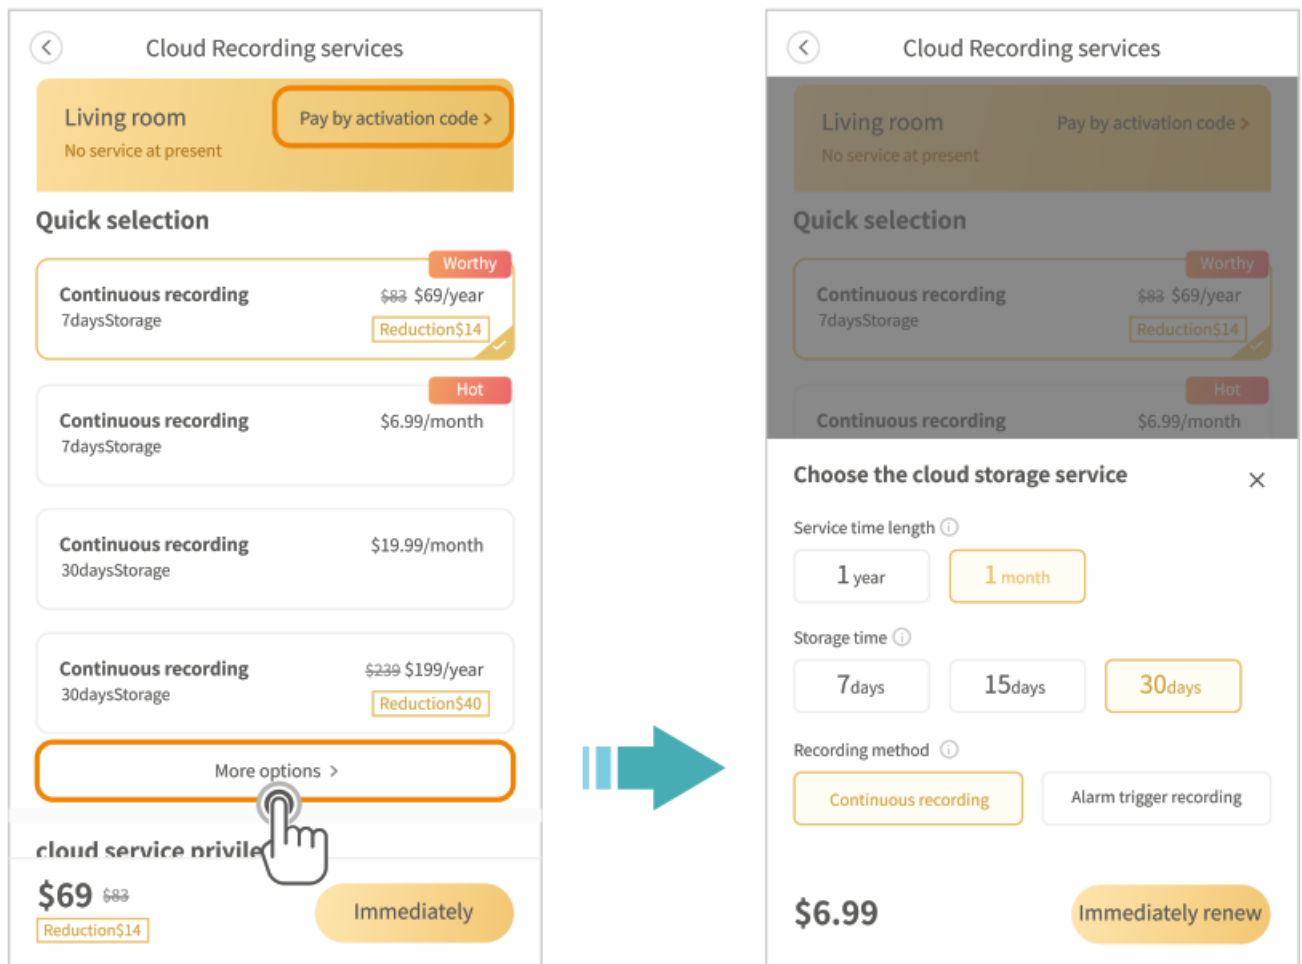 Cloud Recording services
Living room
Pay by activation code >
No service at present
Quick selection
Worthy
Continuous recording
$83 $69/year
7daysStorage
Reduction$14
Hot
Continuous recording
$6.99/month
7daysStorage
Continuous recording
$19.99/month
30daysStorage
Continuous recording
$239 $199/year
30daysStorage
Reduction$40
More options >
cloud service privile
$69 $83
Reduction$14
Immediately
Cloud Recording services
Living room
Pay by activation code >
No service at present
Quick selection
Worthy
Continuous recording
$83 $69/year
7daysStorage
Reduction$14
Hot
Continuous recording
$6.99/month
Choose the cloud storage service
Service time length
1 year
1 month
Storage time
7days
15days
30days
Recording method
Continuous recording
Alarm trigger recording
$6.99
Immediately renew